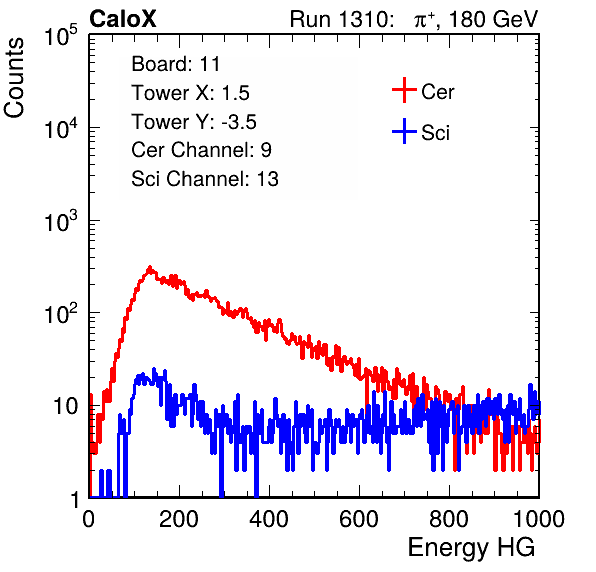 CaloX Run 1310: π⁺, 180 GeV
Counts
10⁵
10⁴
10³
10²
10
1
Board: 11
Tower X: 1.5
Tower Y: -3.5
Cer Channel: 9
Sci Channel: 13
Cer
Sci
0 200 400 600 800 1000
Energy HG